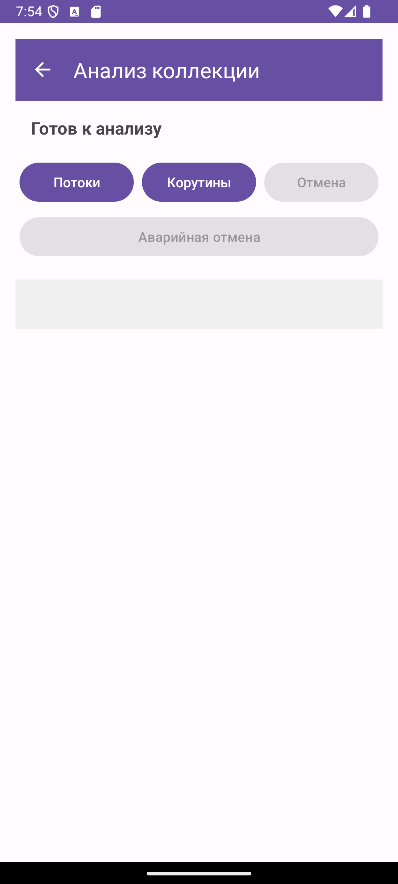 7:54
Анализ коллекции
Готов к анализу
Потоки Корутины Отмена
Аварийная отмена